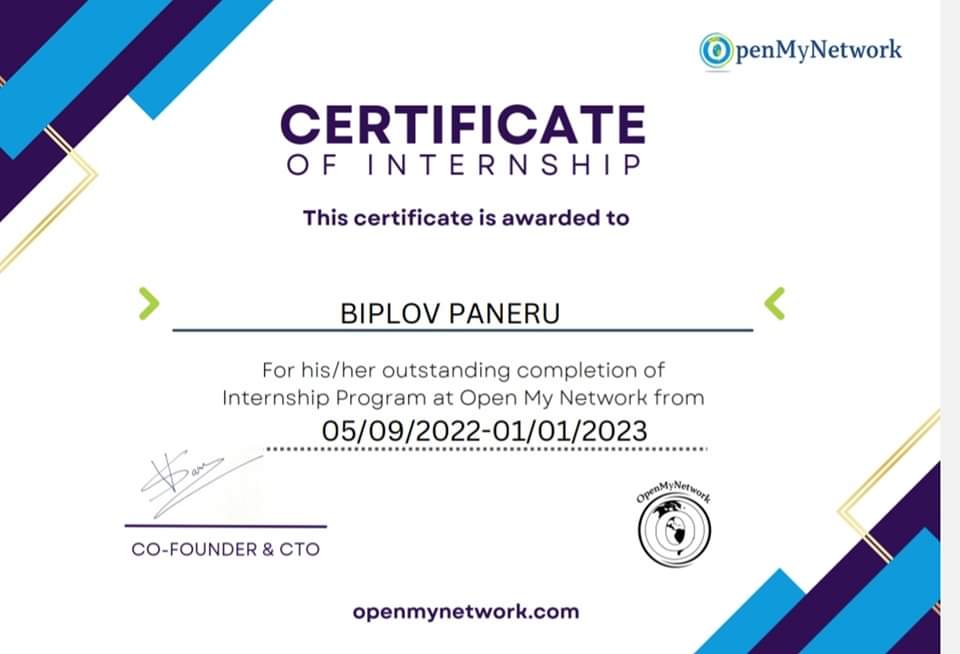 OpenMyNetwork
CERTIFICATE
OF INTERNSHIP
This certificate is awarded to
BIPLOV PANERU
For his/her outstanding completion of
Internship Program at Open My Network from
05/09/2022-01/01/2023
OpenMyNetwork
CO-FOUNDER & CTO
openmynetwork.com